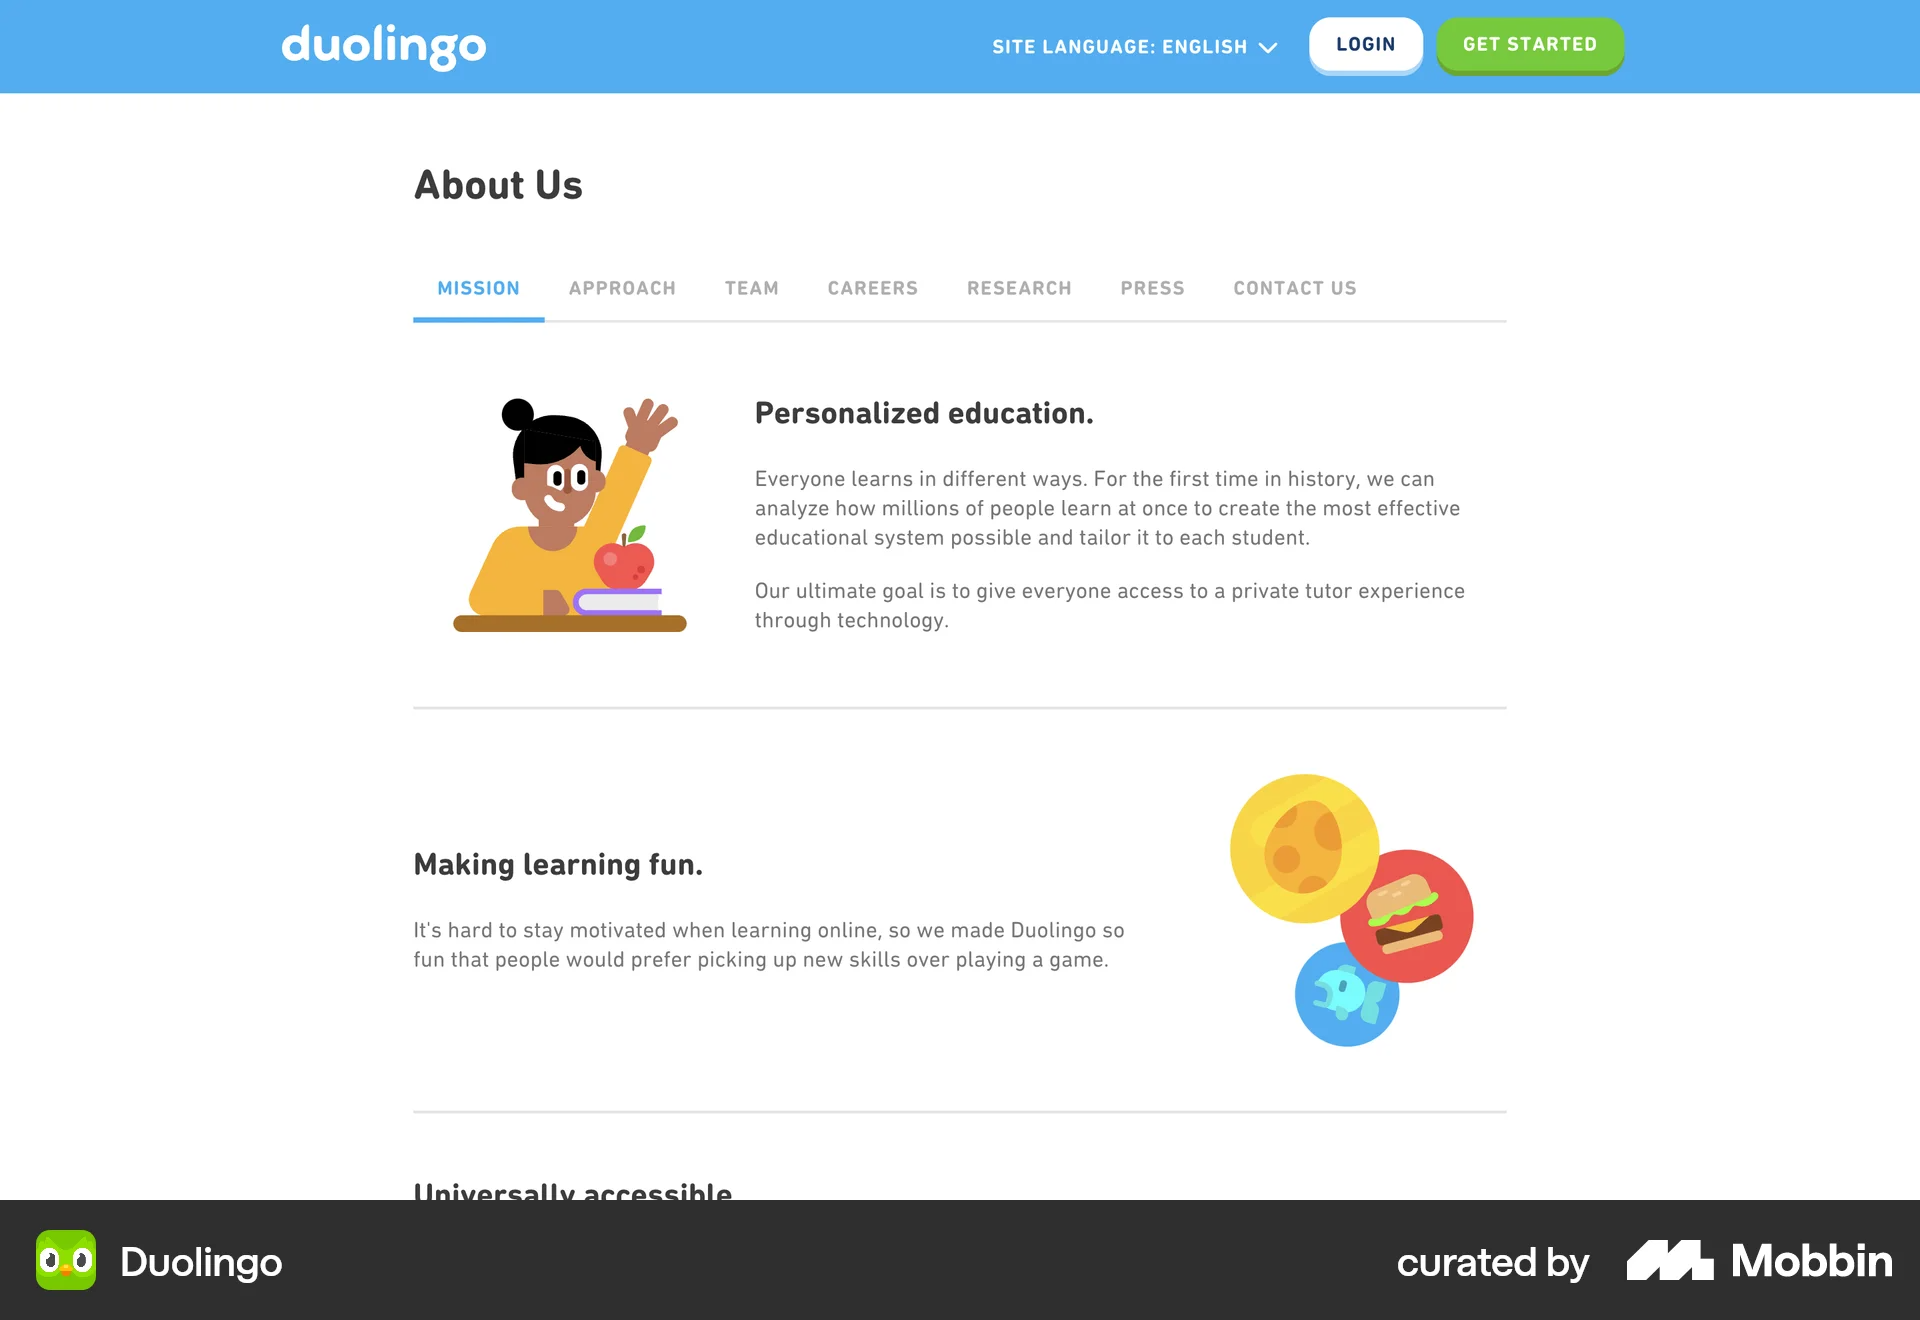 duolingo
SITE LANGUAGE: ENGLISH
LOGIN
GET STARTED
About Us
MISSION
APPROACH
TEAM
CAREERS
RESEARCH
PRESS
CONTACT US
Personalized education.
Everyone learns in different ways. For the first time in history, we can
analyze how millions of people learn at once to create the most effective
educational system possible and tailor it to each student.
Our ultimate goal is to give everyone access to a private tutor experience
through technology.
Making learning fun.
It's hard to stay motivated when learning online, so we made Duolingo so
fun that people would prefer picking up new skills over playing a game.
Universally accessible
Duolingo
curated by
Mobbin